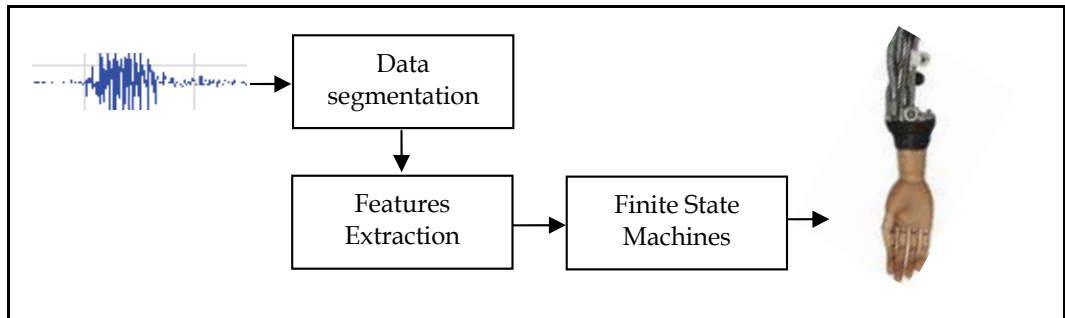 Data
segmentation
Features
Extraction
Finite State
Machines